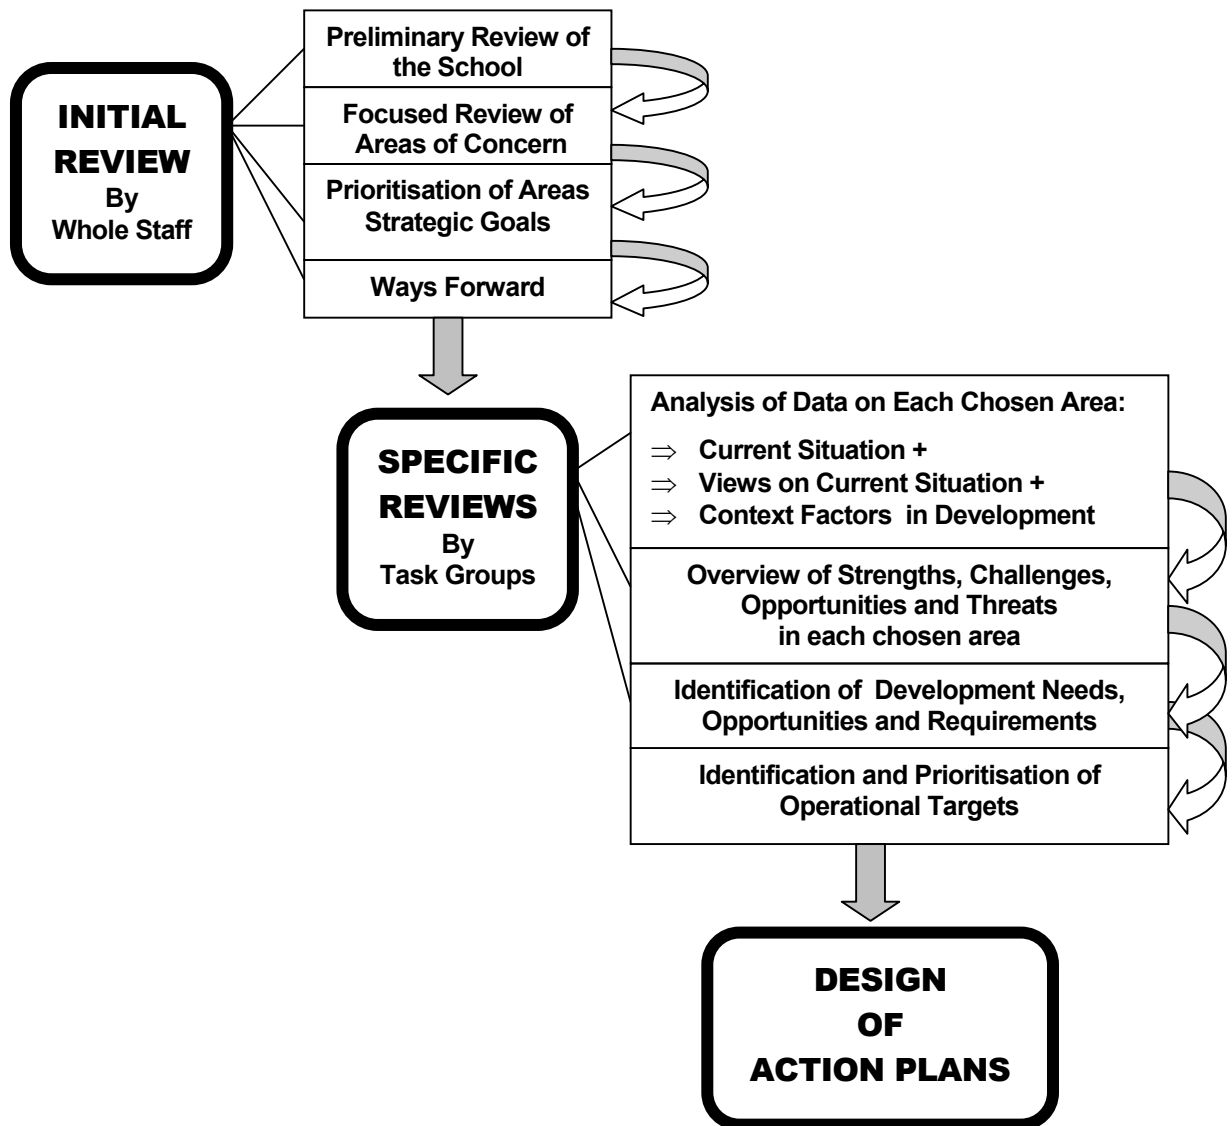 INITIAL
REVIEW
By
Whole Staff
Preliminary Review of
the School
Focused Review of
Areas of Concern
Prioritisation of Areas
Strategic Goals
Ways Forward
SPECIFIC
REVIEWS
By
Task Groups
Analysis of Data on Each Chosen Area:
⇒ Current Situation +
⇒ Views on Current Situation +
⇒ Context Factors in Development
Overview of Strengths, Challenges,
Opportunities and Threats
in each chosen area
Identification of Development Needs,
Opportunities and Requirements
Identification and Prioritisation of
Operational Targets
DESIGN
OF
ACTION PLANS